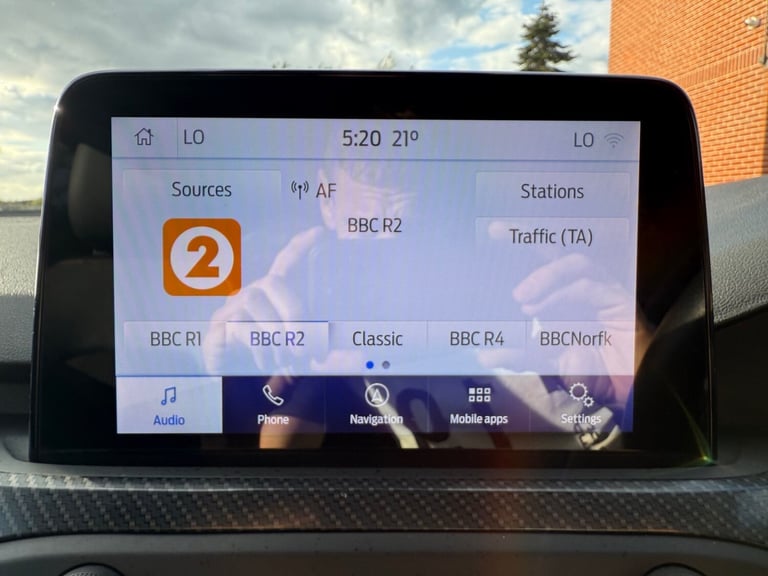 LO 5:20 21° LO
Sources AF Stations
BBC R2
Traffic (TA)
2
BBC R1 BBC R2 Classic BBC R4 BBCNorfk
Audio Phone Navigation Mobile apps Settings